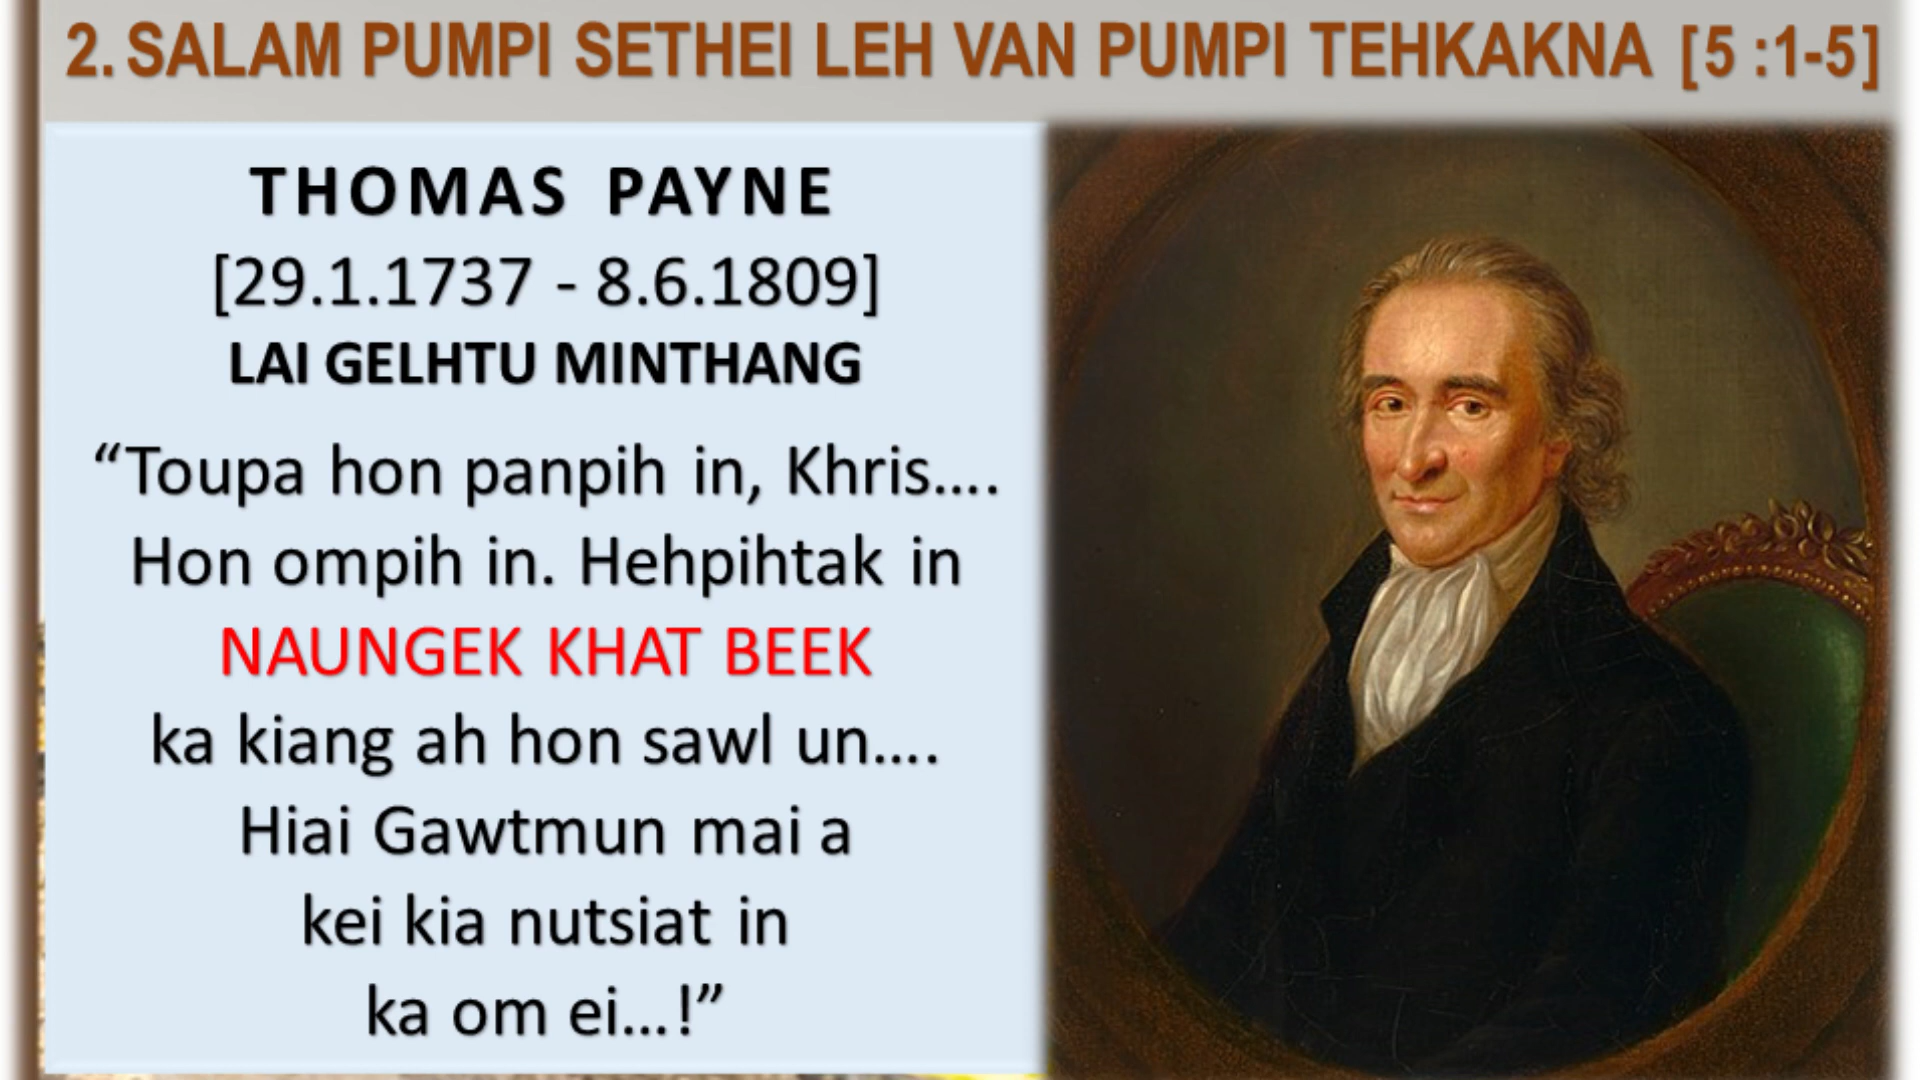 2. SALAM PUMPI SETHEI LEH VAN PUMPI TEHKAKNA [5 :1-5]
THOMAS PAYNE
[29.1.1737 - 8.6.1809]
LAI GELHTU MINTHANG
“Toupa hon panpih in, Khris....
Hon ompih in. Hehpihtak in
NAUNGEK KHAT BEEK
ka kiang ah hon sawl un....
Hiai Gawtmun mai a
kei kia nutsiat in
ka om ei...!”